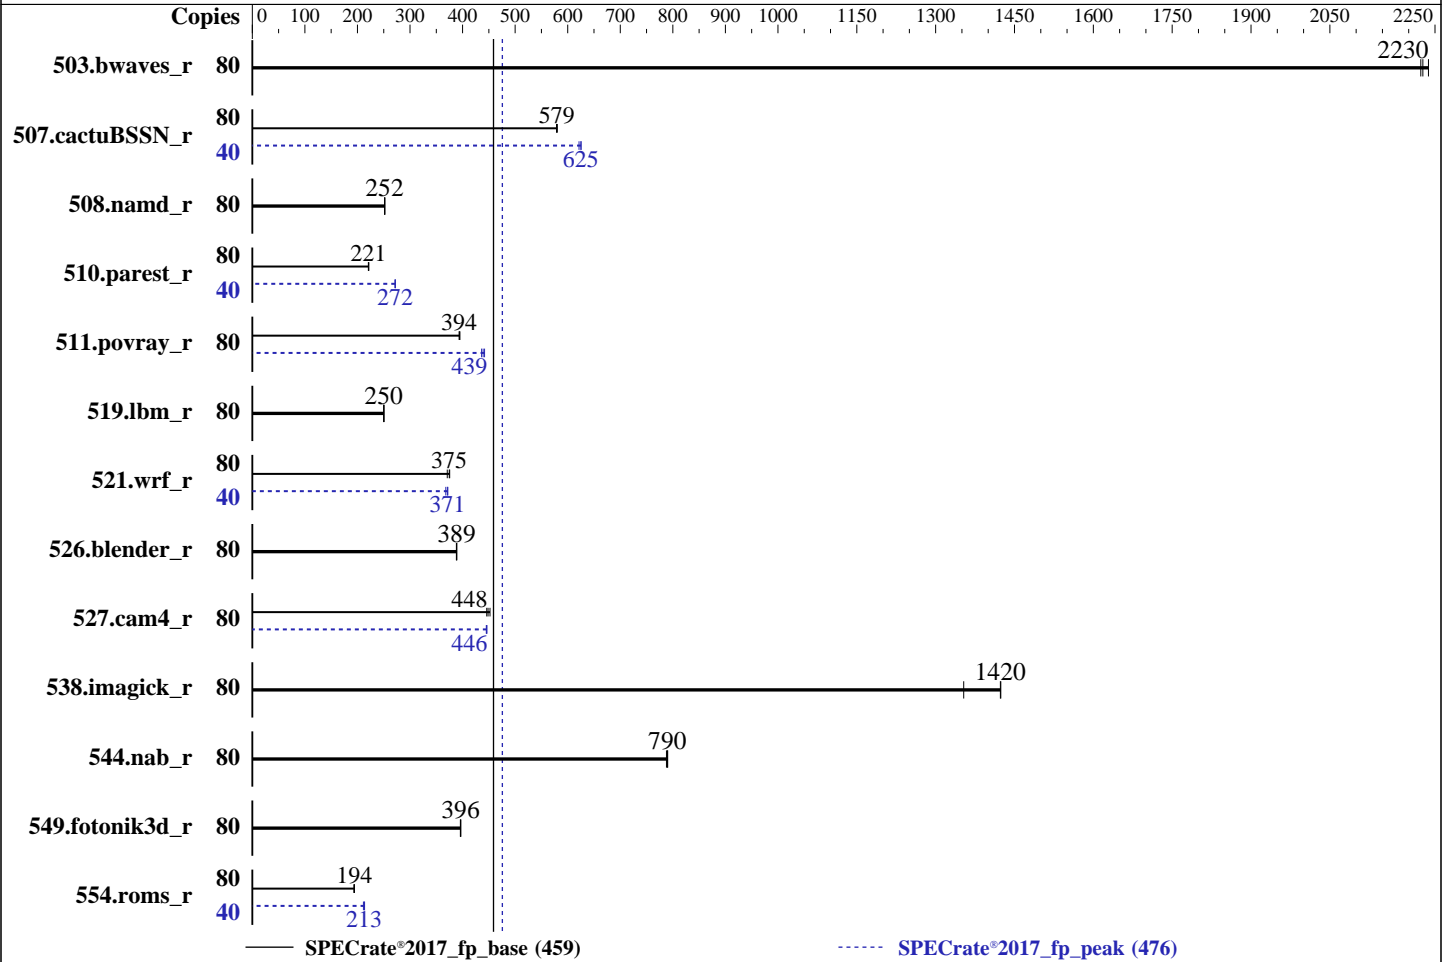 Copies 0 100 200 300 400 500 600 700 800 900 1000 1150 1300 1450 1600 1750 1900 2050 2250
503.bwaves_r 80 2230
507.cactuBSSN_r 80 579
40 625
508.namd_r 80 252
510.parest_r 80 221
40 272
511.povray_r 80 394
439
519.lbm_r 80 250
521.wrf_r 80 375
40 371
526.blender_r 80 389
527.cam4_r 80 448
446
538.imagick_r 80 1420
544.nab_r 80 790
549.fotonik3d_r 80 396
554.roms_r 80 194
40 213
SPECrate®2017_fp_base (459) SPECrate®2017_fp_peak (476)